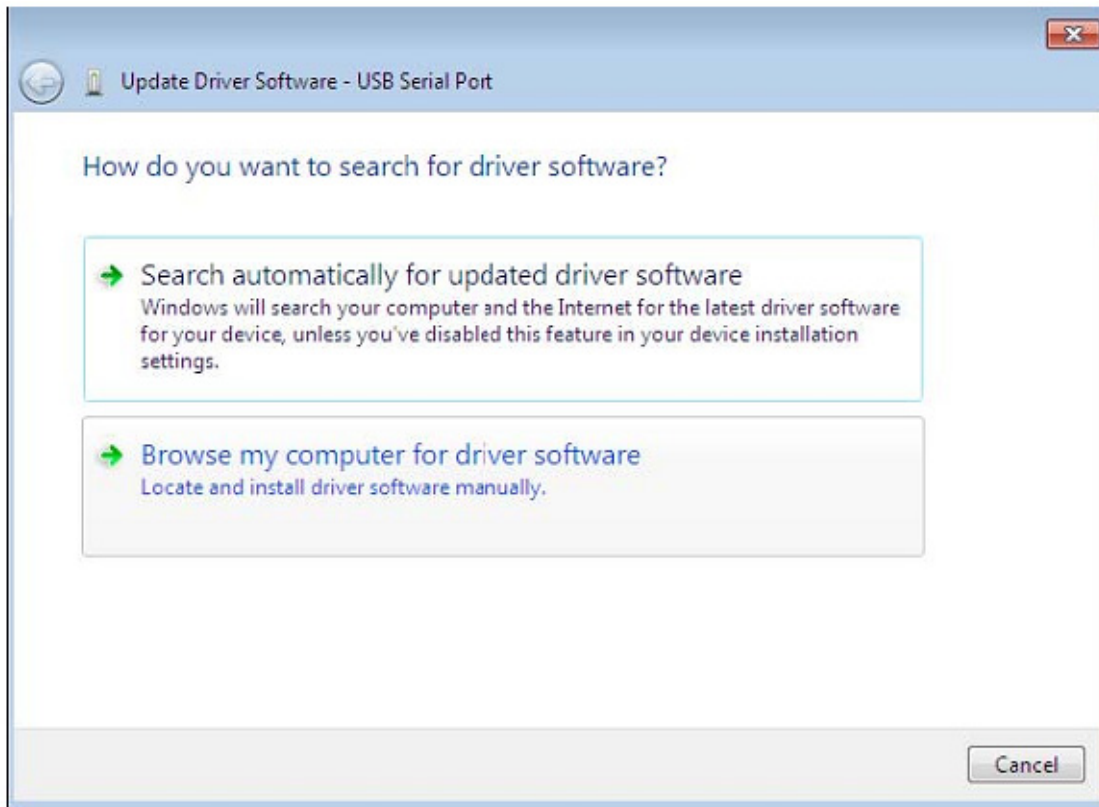 Update Driver Software - USB Serial Port
How do you want to search for driver software?
Search automatically for updated driver software
Windows will search your computer and the Internet for the latest driver software
for your device, unless you've disabled this feature in your device installation
settings.
Browse my computer for driver software
Locate and install driver software manually.
Cancel